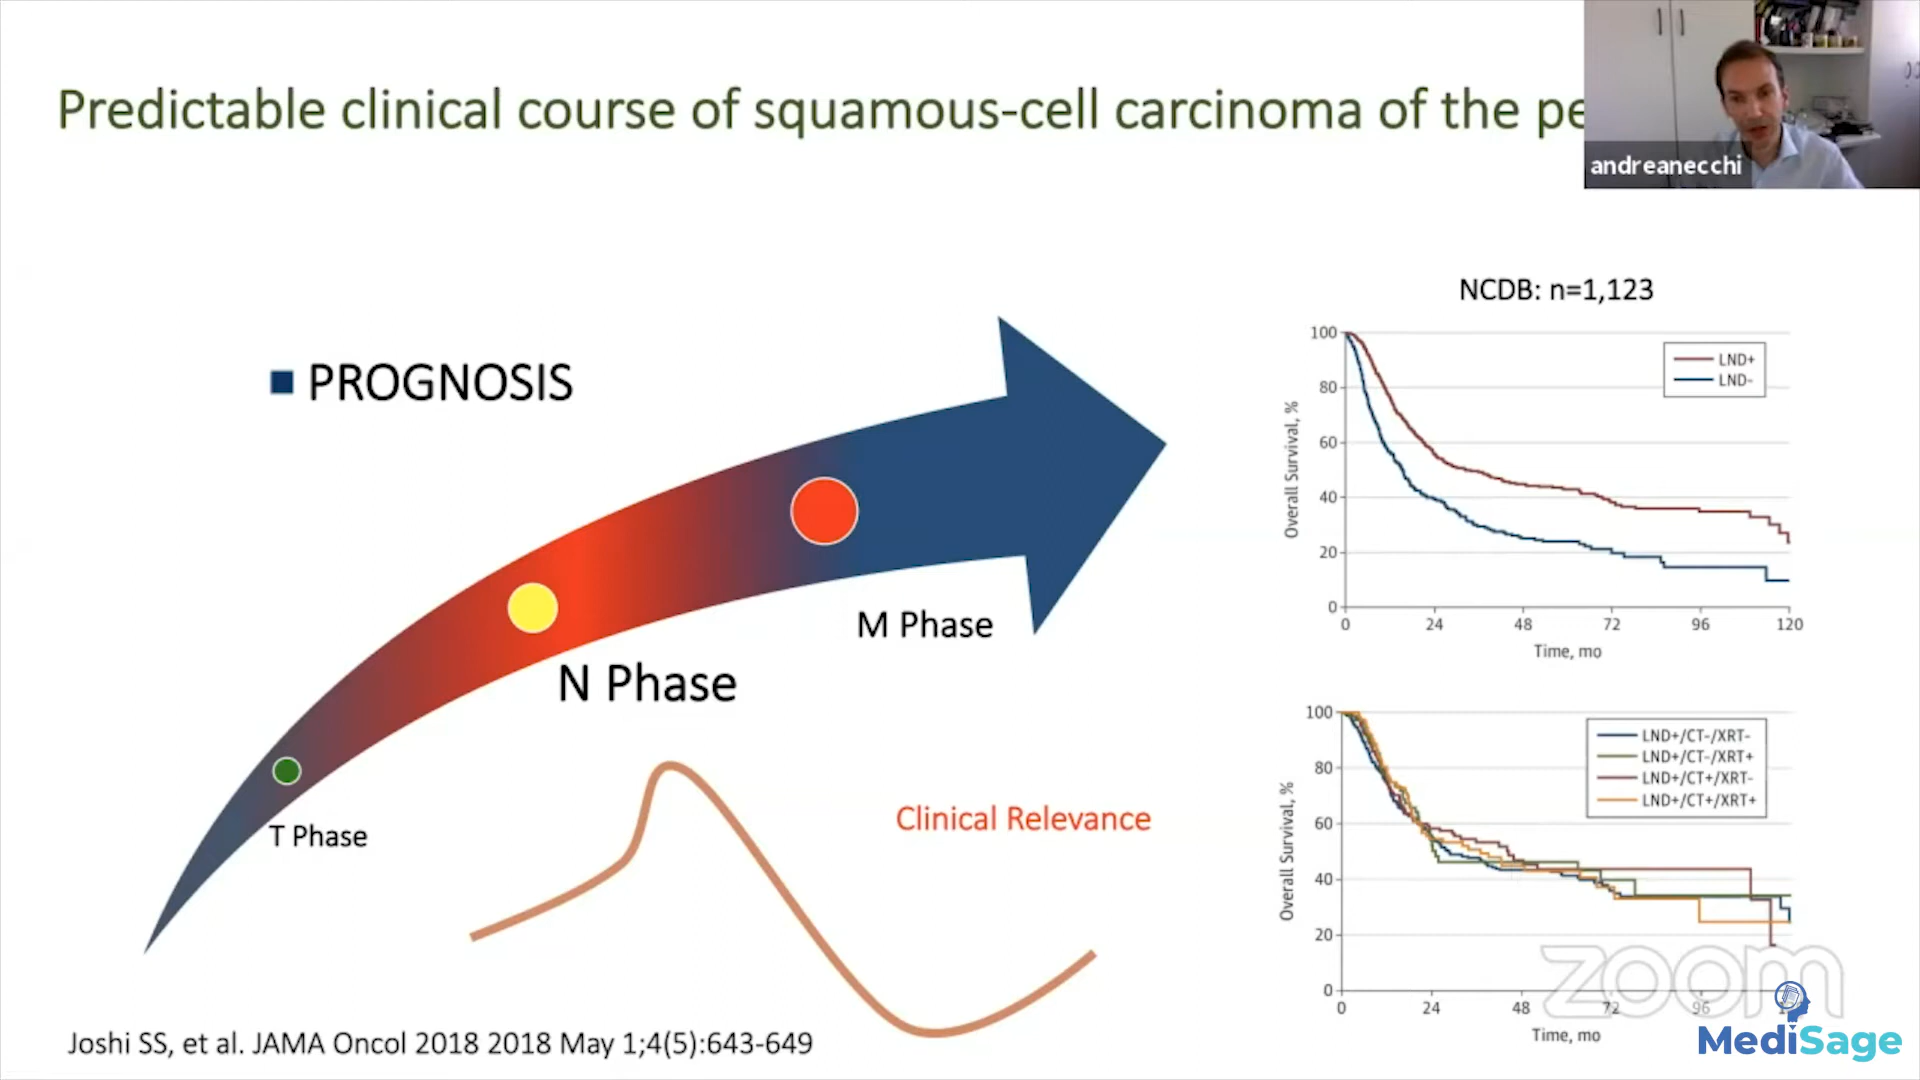 Predictable clinical course of squamous-cell carcinoma of the pe
andreanecchi
PROGNOSIS
T Phase
N Phase
M Phase
Clinical Relevance
NCDB: n=1,123
LND+
LND-
Overall Survival, %
100
80
60
40
20
0
0 24 48 72 96 120
Time, mo
LND+/CT-/XRT-
LND+/CT-/XRT+
LND+/CT+/XRT-
LND+/CT+/XRT+
Overall Survival, %
100
80
60
40
20
0
0 24 48 72 96
Time, mo
zoom
MediSage
Joshi SS, et al. JAMA Oncol 2018 2018 May 1;4(5):643-649